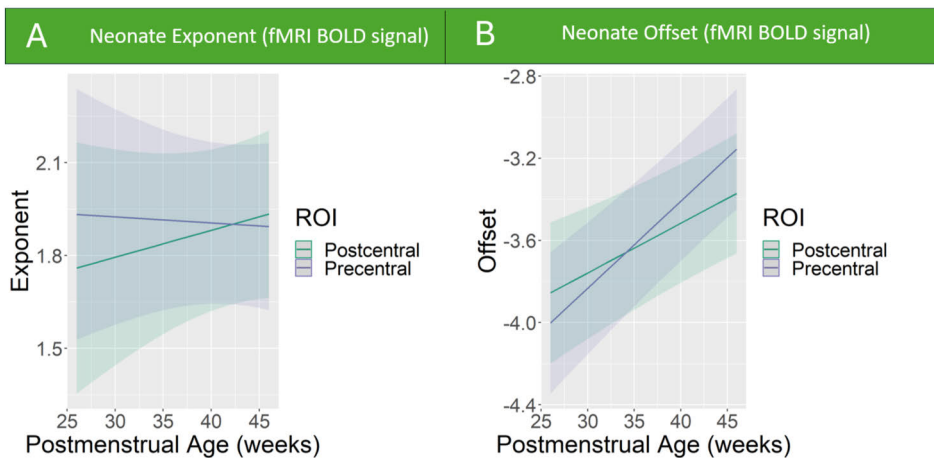 A Neonate Exponent (fMRI BOLD signal)
2.1
1.8
1.5
Exponent
25 30 35 40 45
Postmenstrual Age (weeks)
ROI
Postcentral
Precentral
B Neonate Offset (fMRI BOLD signal)
-2.8
-3.2
-3.6
-4.0
-4.4
Offset
25 30 35 40 45
Postmenstrual Age (weeks)
ROI
Postcentral
Precentral